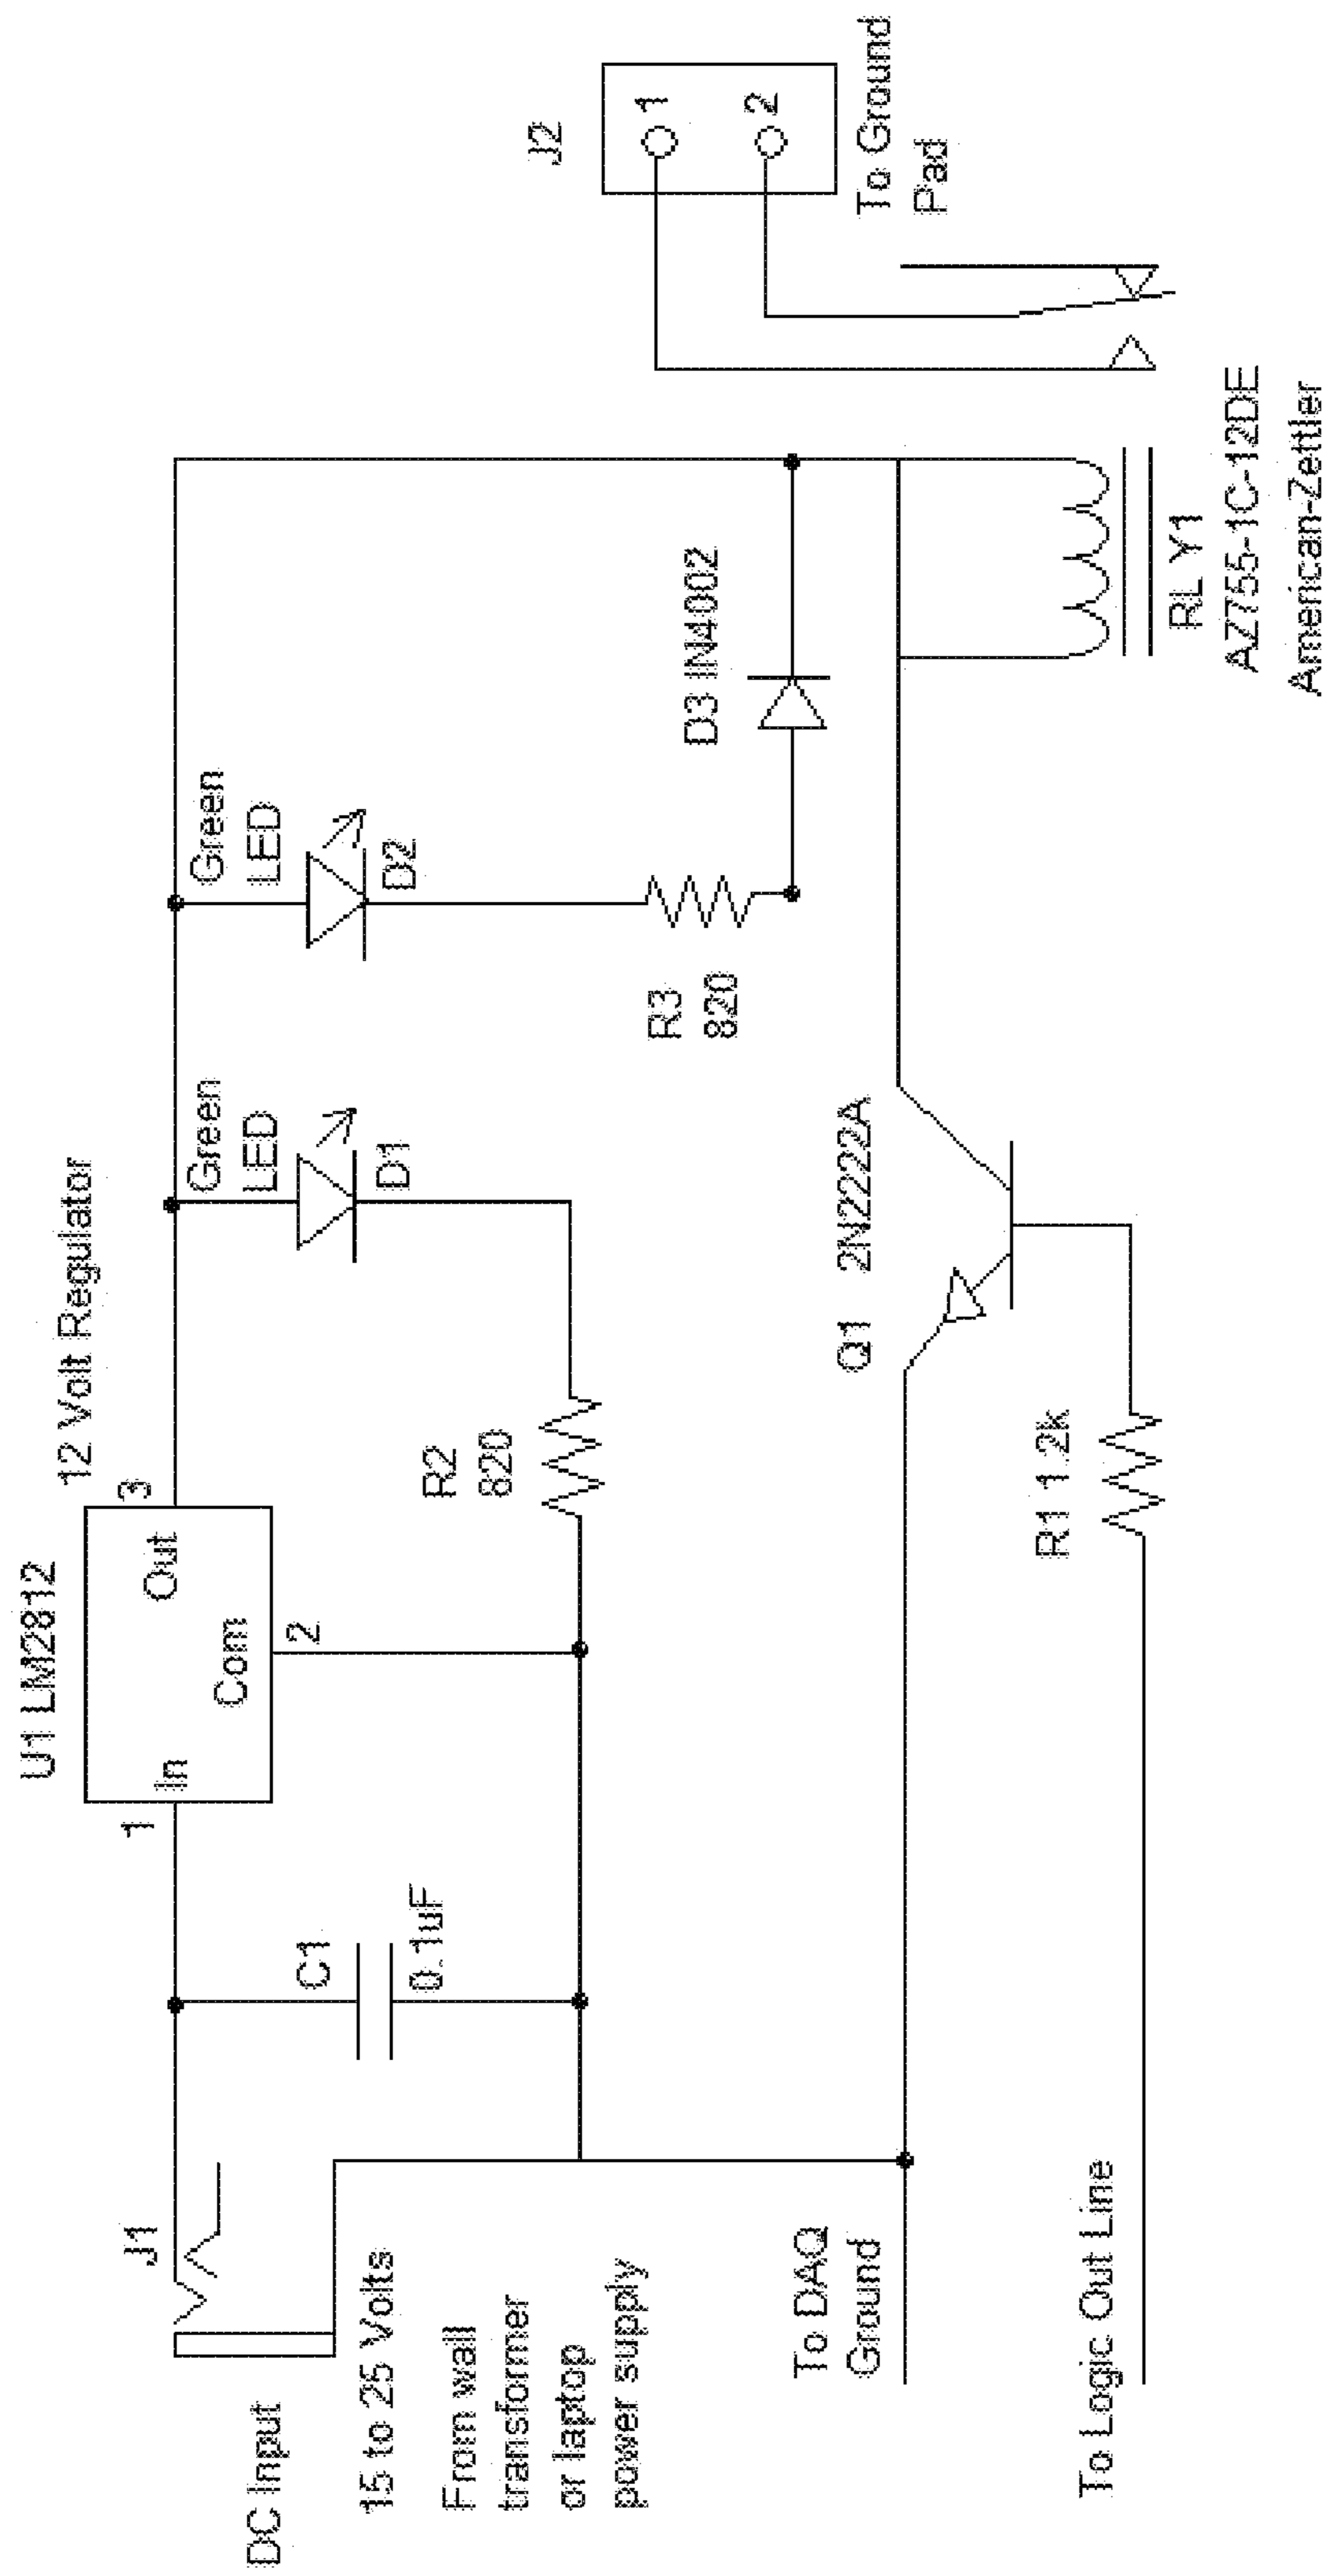 U1 LM2812
12 Volt Regulator
1
In
Com
2
Out
3
J1
DC Input
15 to 25 Volts
From wall
transformer
or laptop
power supply
C1
0.1uF
R2
820
Green
LED
D1
Green
LED
D2
R3
820
D3 IN4002
J2
1
2
To Ground
Pad
To DAQ
Ground
Q1 2N2222A
R1 1.2k
To Logic Out Line
RLY1
AZ755-1C-12DE
American-Zettler